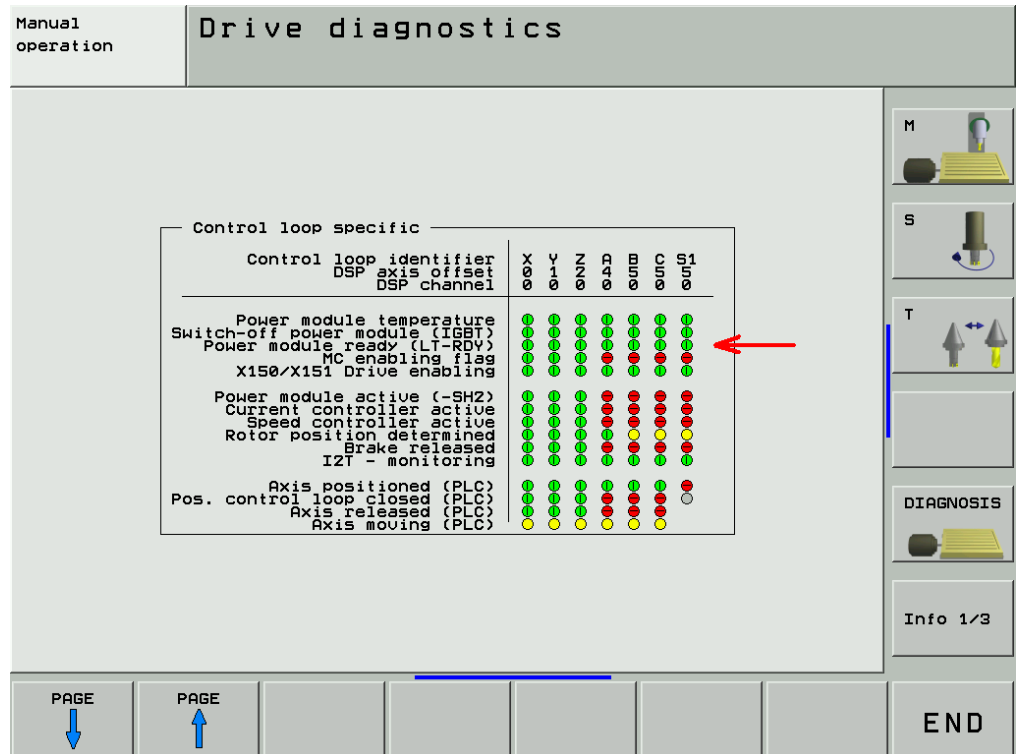 Manual
operation
Drive diagnostics
M
S
T
DIAGNOSIS
Info 1/3
Control loop specific
Control loop identifier X Y Z A B C S1
DSP axis offset 0 1 2 4 5 5 5
DSP channel 0 0 0 0 0 0 0
Power module temperature
Switch-off power module (IGBT)
Power module ready (LT-RDY)
MC enabling flag
X150/X151 Drive enabling
Power module active (-SH2)
Current controller active
Speed controller active
Rotor position determined
Brake released
I2T - monitoring
Axis positioned (PLC)
Pos. control loop closed (PLC)
Axis released (PLC)
Axis moving (PLC)
PAGE
PAGE
END